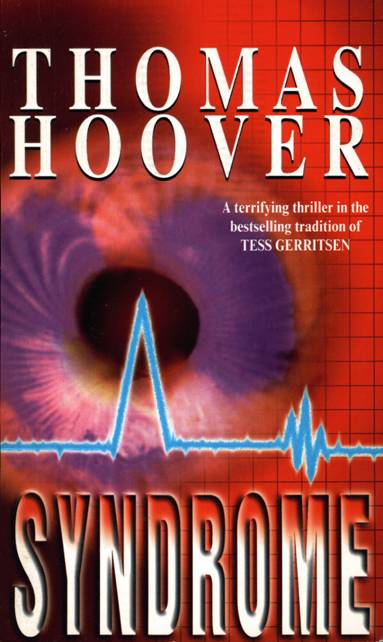 THOMAS
HOOVER
A terrifying thriller in the
bestselling tradition of
TESS GERRITSEN
SYNDROME